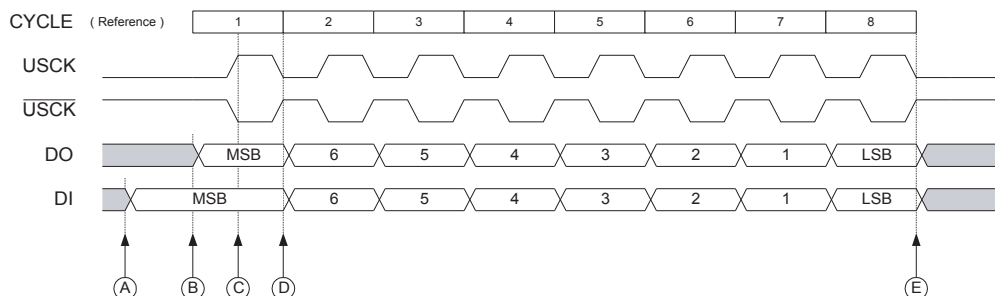 CYCLE ( Reference ) 1 2 3 4 5 6 7 8
USCK
USCK
DO MSB 6 5 4 3 2 1 LSB
DI MSB 6 5 4 3 2 1 LSB
A B C D E